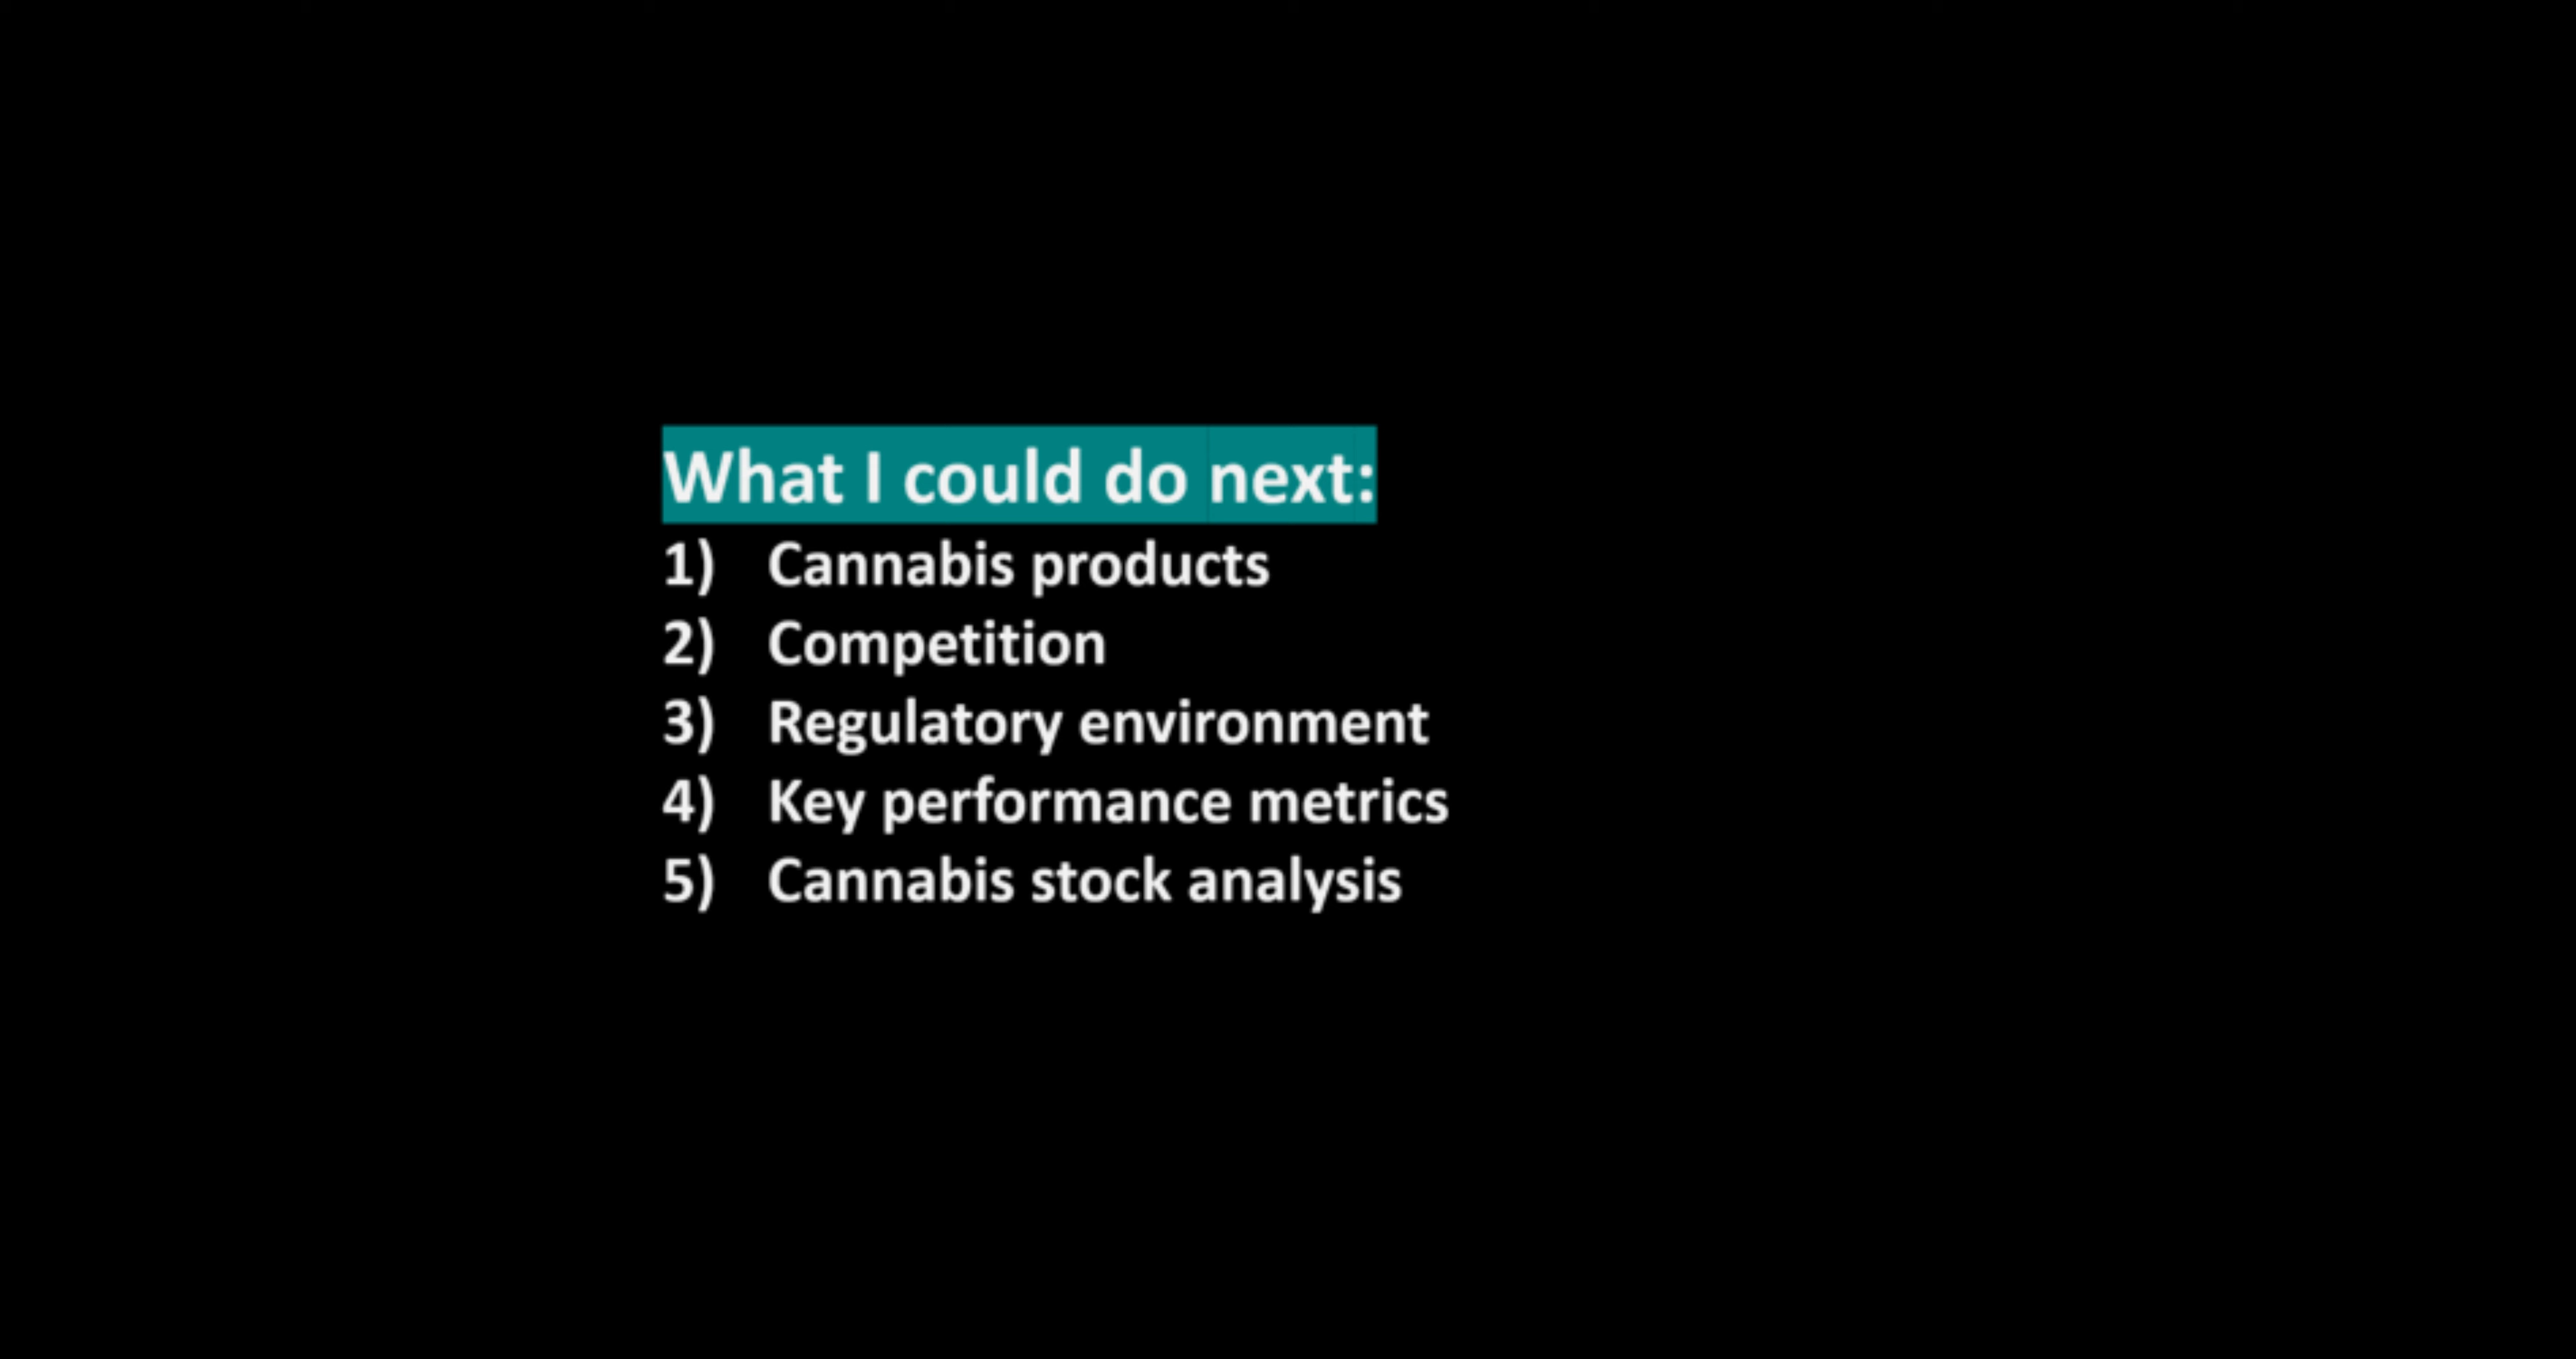 What I could do next:
1) Cannabis products
2) Competition
3) Regulatory environment
4) Key performance metrics
5) Cannabis stock analysis